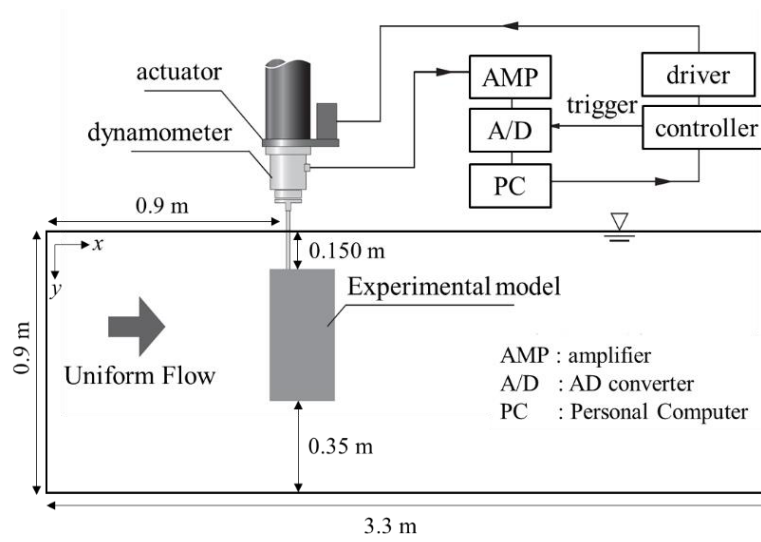 actuator
dynamometer
AMP
A/D
PC
trigger
driver
controller
0.9 m
x
y
0.150 m
Experimental model
0.9 m
Uniform Flow
0.35 m
AMP : amplifier
A/D : AD converter
PC : Personal Computer
3.3 m